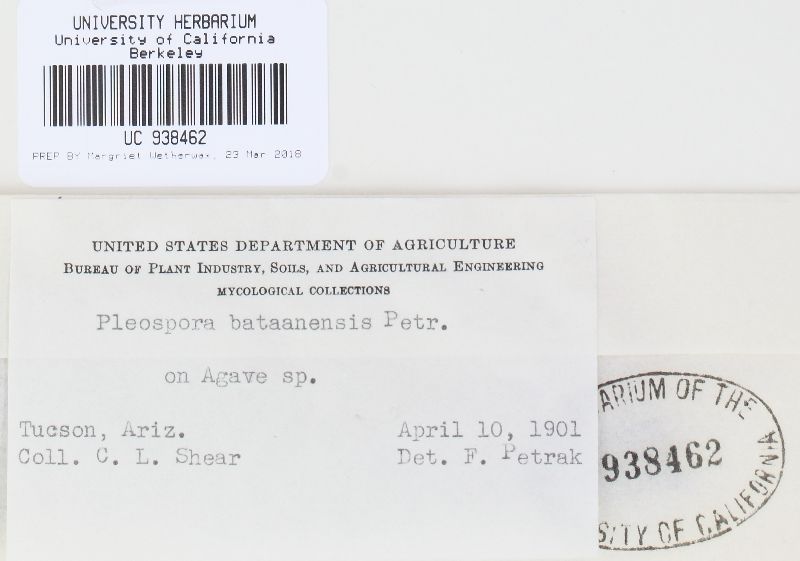 UNIVERSITY HERBARIUM
University of California
Berkeley
UC 938462
PREP BY Margriet Wetherwax, 23 Mar 2018
UNITED STATES DEPARTMENT OF AGRICULTURE
BUREAU OF PLANT INDUSTRY, SOILS, AND AGRICULTURAL ENGINEERING
MYCOLOGICAL COLLECTIONS
Pleospora bataanensis Petr.
on Agave sp.
Tucson, Ariz. April 10, 1901
Coll. C. L. Shear Det. F. Petrak
ARIUM OF THE
938462
SITY OF CALIFORNIA